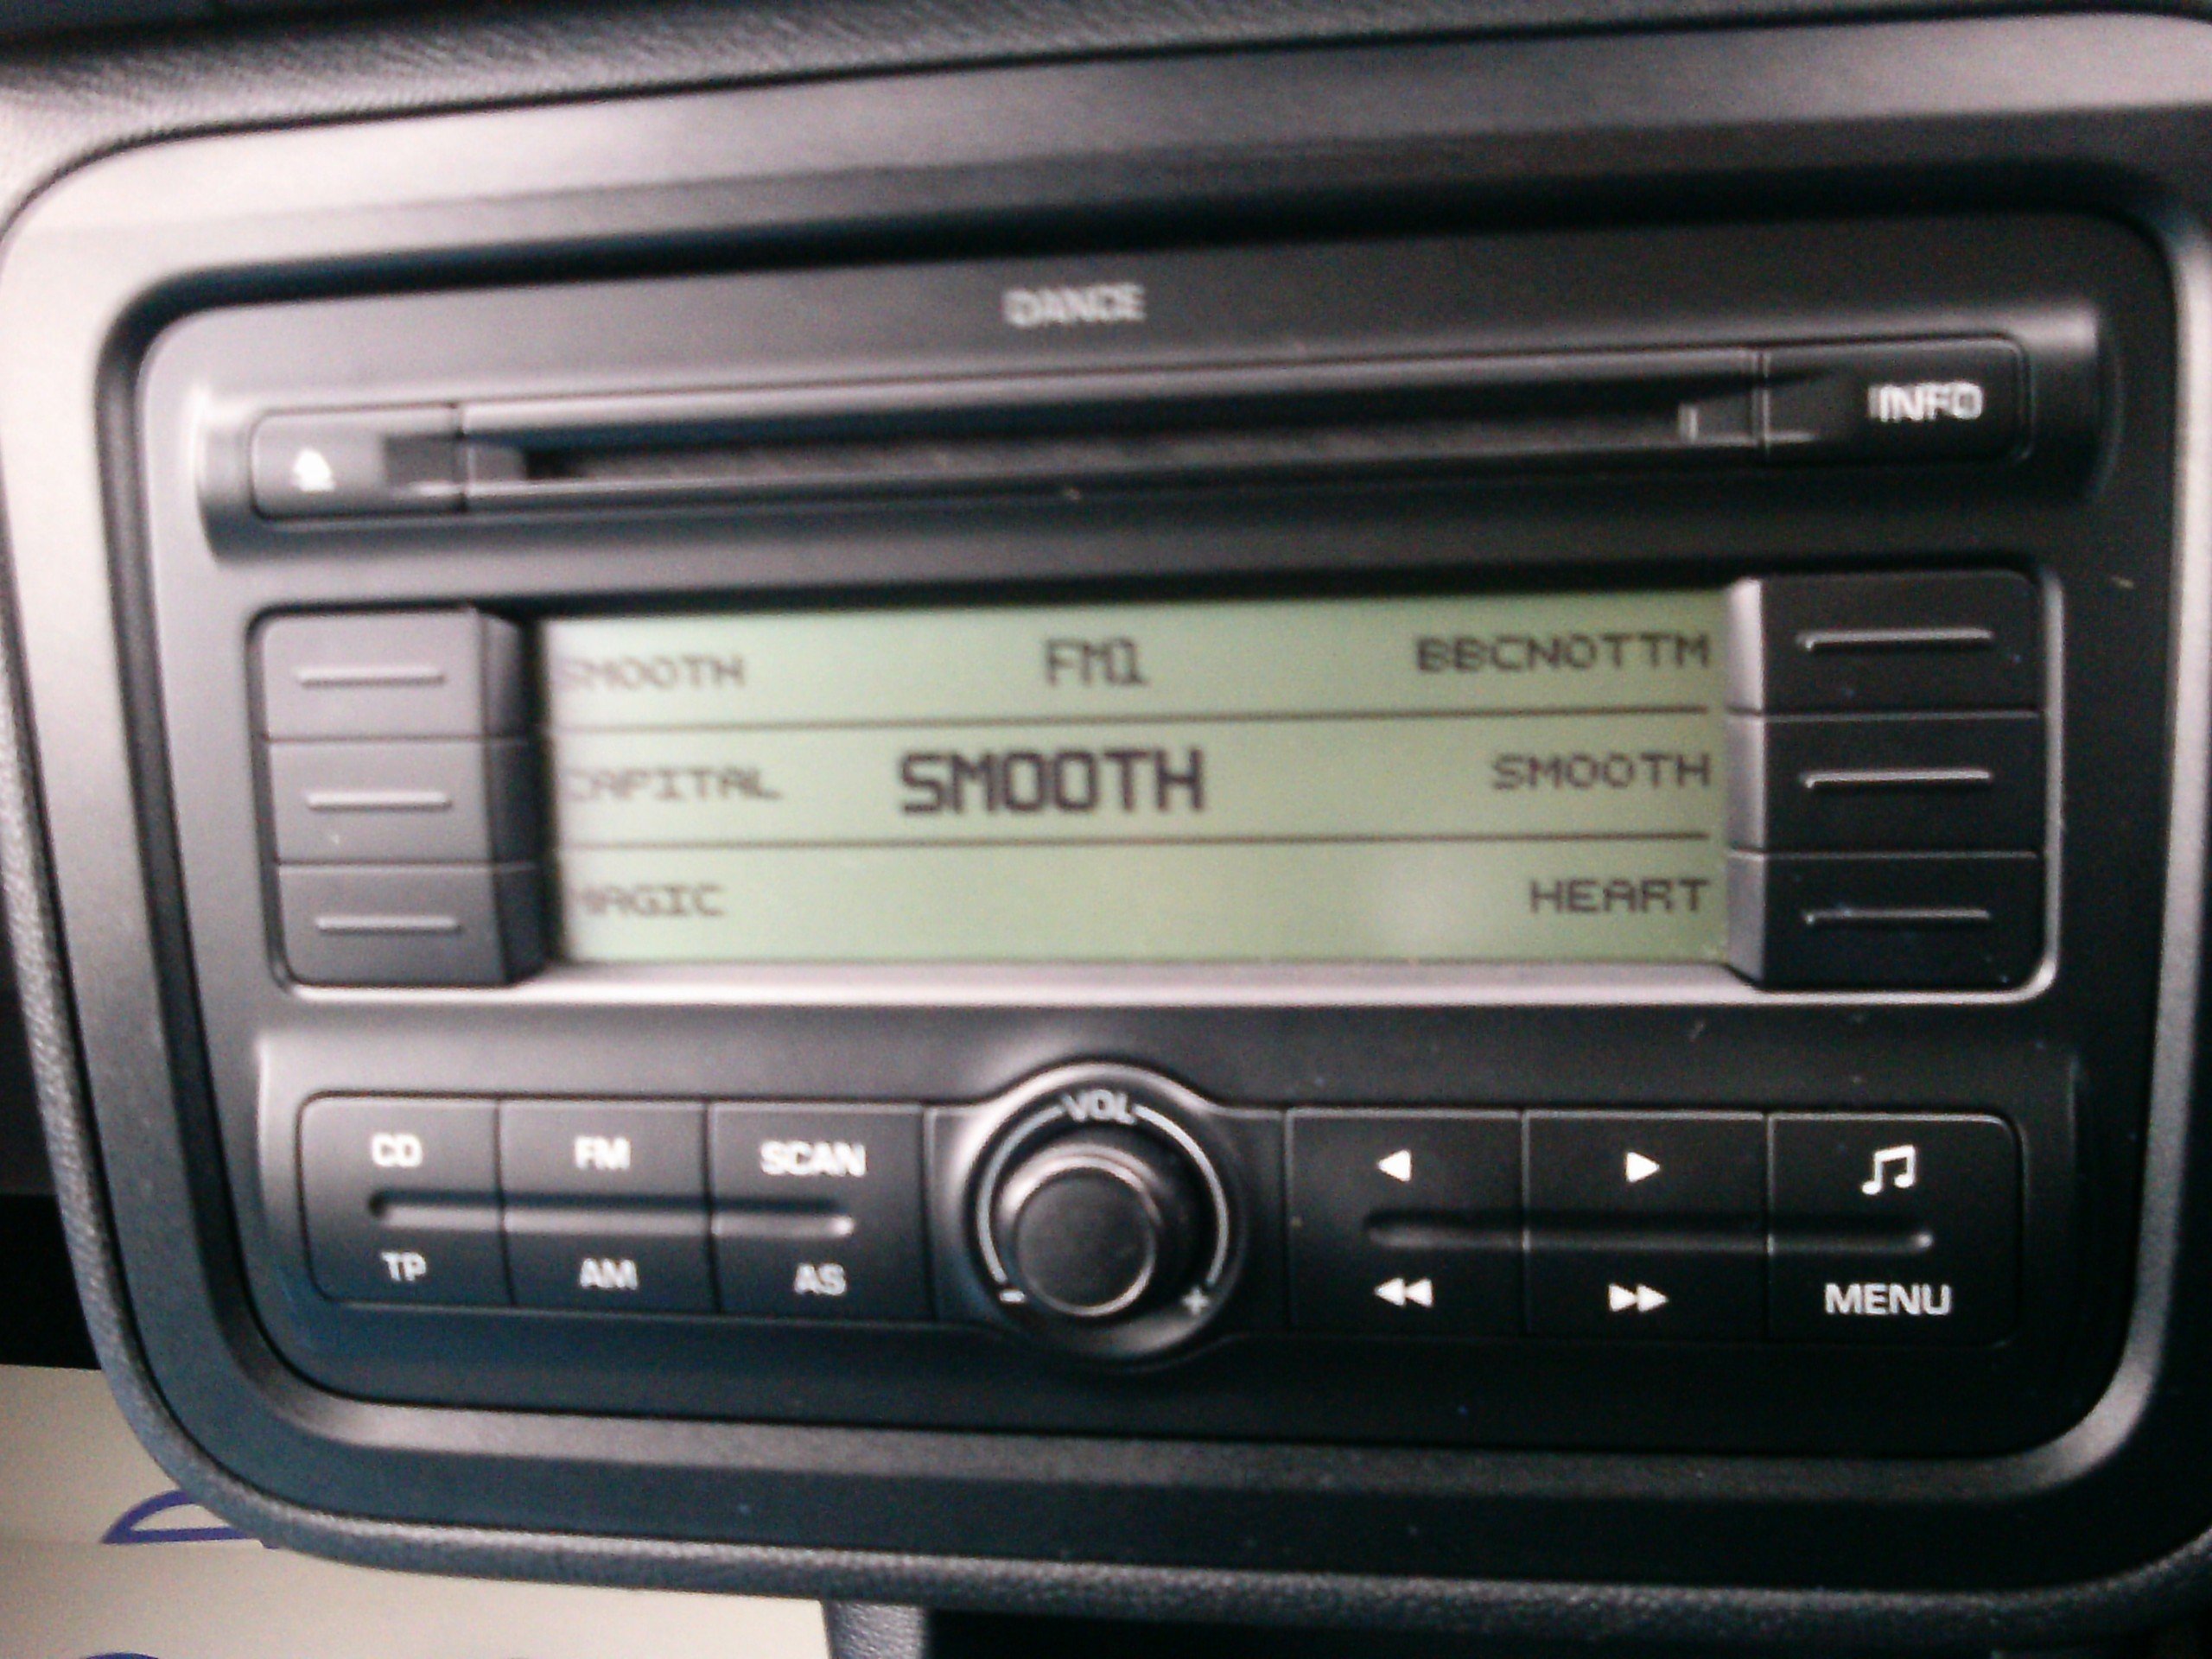 DANCE
INFO
SMOOTH FM1 BBCNOTTM
CAPITAL SMOOTH SMOOTH
MAGIC HEART
VOL
CD FM SCAN
- +
TP AM AS MENU